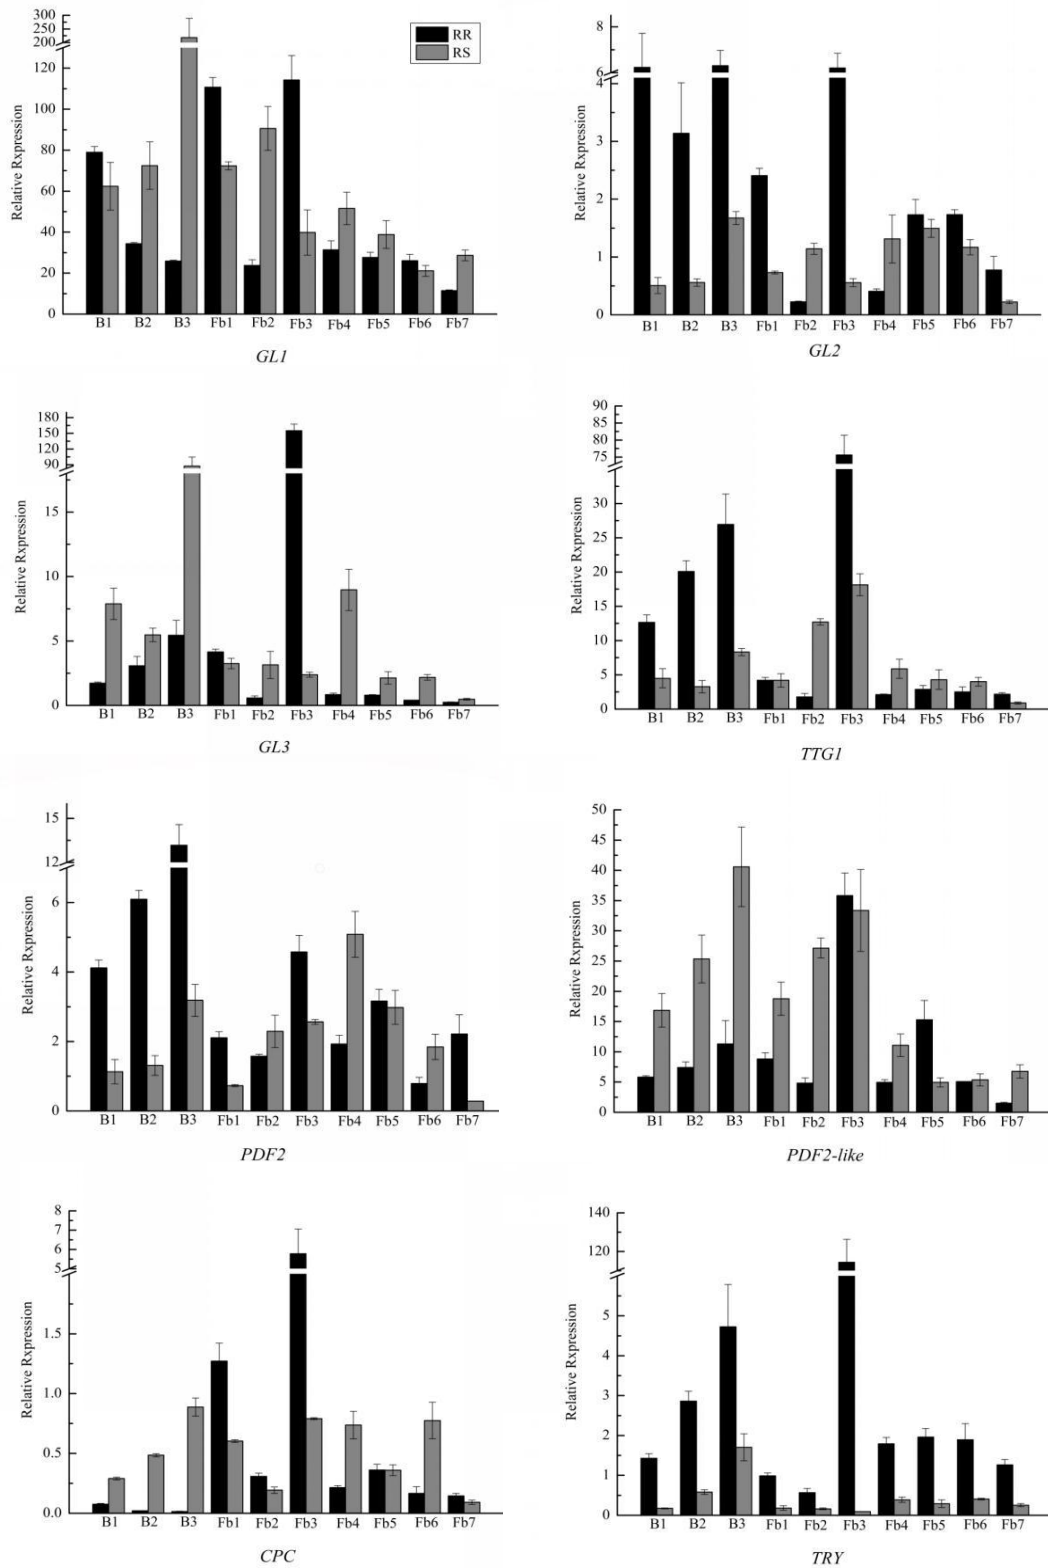 300
250
200
120
100
80
60
40
20
0
Relative Rxpression
RR
RS
B1 B2 B3 Fb1 Fb2 Fb3 Fb4 Fb5 Fb6 Fb7
GL1
8
6
4
3
2
1
0
Relative Rxpression
B1 B2 B3 Fb1 Fb2 Fb3 Fb4 Fb5 Fb6 Fb7
GL2
180
150
120
90
15
10
5
0
Relative Rxpression
B1 B2 B3 Fb1 Fb2 Fb3 Fb4 Fb5 Fb6 Fb7
GL3
90
85
80
75
30
25
20
15
10
5
0
Relative Rxpression
B1 B2 B3 Fb1 Fb2 Fb3 Fb4 Fb5 Fb6 Fb7
TTG1
15
12
6
4
2
0
Relative Rxpression
B1 B2 B3 Fb1 Fb2 Fb3 Fb4 Fb5 Fb6 Fb7
PDF2
50
45
40
35
30
25
20
15
10
5
0
Relative Rxpression
B1 B2 B3 Fb1 Fb2 Fb3 Fb4 Fb5 Fb6 Fb7
PDF2-like
8
7
6
5
1.5
1.0
0.5
0.0
Relative Rxpression
B1 B2 B3 Fb1 Fb2 Fb3 Fb4 Fb5 Fb6 Fb7
CPC
140
120
5
4
3
2
1
0
Relative Rxpression
B1 B2 B3 Fb1 Fb2 Fb3 Fb4 Fb5 Fb6 Fb7
TRY